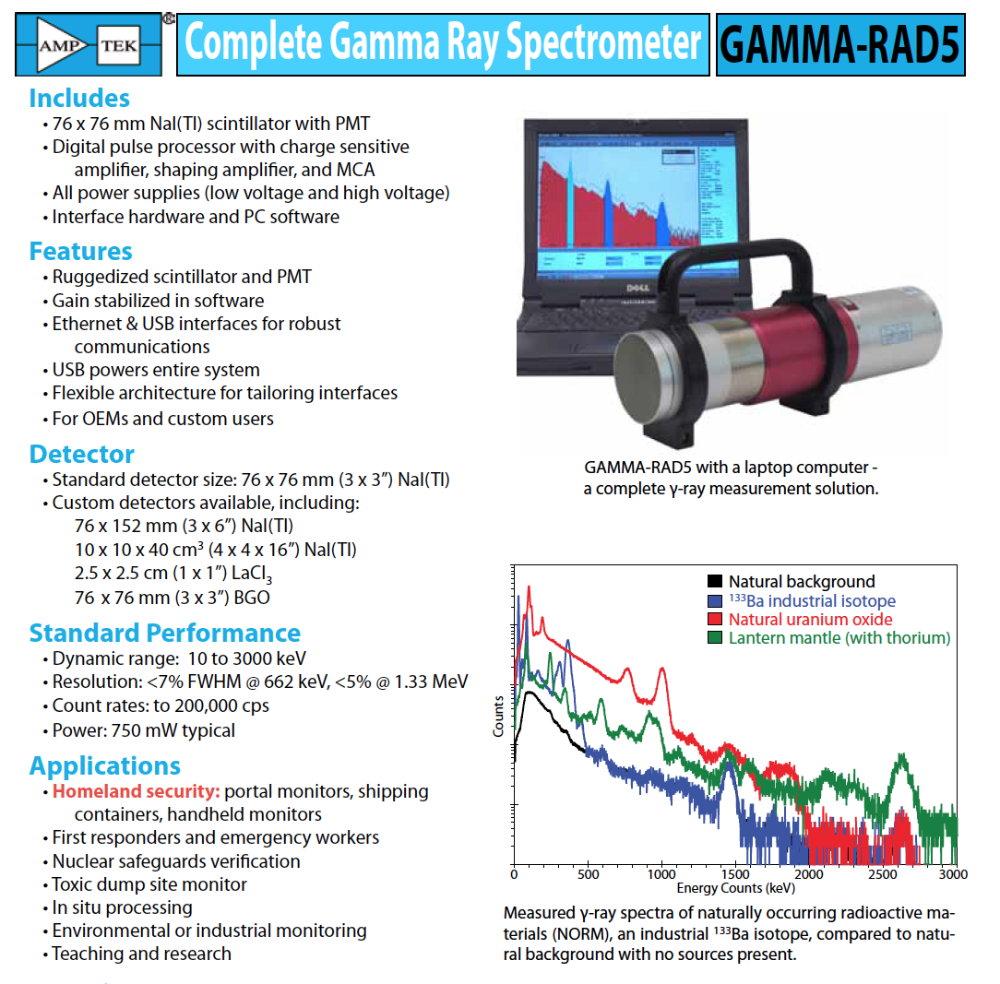 AMP TEK ®
Complete Gamma Ray Spectrometer
GAMMA-RAD5
Includes
• 76 x 76 mm NaI(Tl) scintillator with PMT
• Digital pulse processor with charge sensitive
amplifier, shaping amplifier, and MCA
• All power supplies (low voltage and high voltage)
• Interface hardware and PC software
Features
• Ruggedized scintillator and PMT
• Gain stabilized in software
• Ethernet & USB interfaces for robust
communications
• USB powers entire system
• Flexible architecture for tailoring interfaces
• For OEMs and custom users
Detector
• Standard detector size: 76 x 76 mm (3 x 3”) NaI(Tl)
• Custom detectors available, including:
76 x 152 mm (3 x 6”) NaI(Tl)
10 x 10 x 40 cm³ (4 x 4 x 16”) NaI(Tl)
2.5 x 2.5 cm (1 x 1”) LaCl₃
76 x 76 mm (3 x 3”) BGO
Standard Performance
• Dynamic range: 10 to 3000 keV
• Resolution: <7% FWHM @ 662 keV, <5% @ 1.33 MeV
• Count rates: to 200,000 cps
• Power: 750 mW typical
Applications
• Homeland security: portal monitors, shipping
containers, handheld monitors
• First responders and emergency workers
• Nuclear safeguards verification
• Toxic dump site monitor
• In situ processing
• Environmental or industrial monitoring
• Teaching and research
DELL
GAMMA-RAD5 with a laptop computer -
a complete γ-ray measurement solution.
Natural background
¹³³Ba industrial isotope
Natural uranium oxide
Lantern mantle (with thorium)
Counts
0 500 1000 1500 2000 2500 3000
Energy Counts (keV)
Measured γ-ray spectra of naturally occurring radioactive ma-
terials (NORM), an industrial ¹³³Ba isotope, compared to natu-
ral background with no sources present.